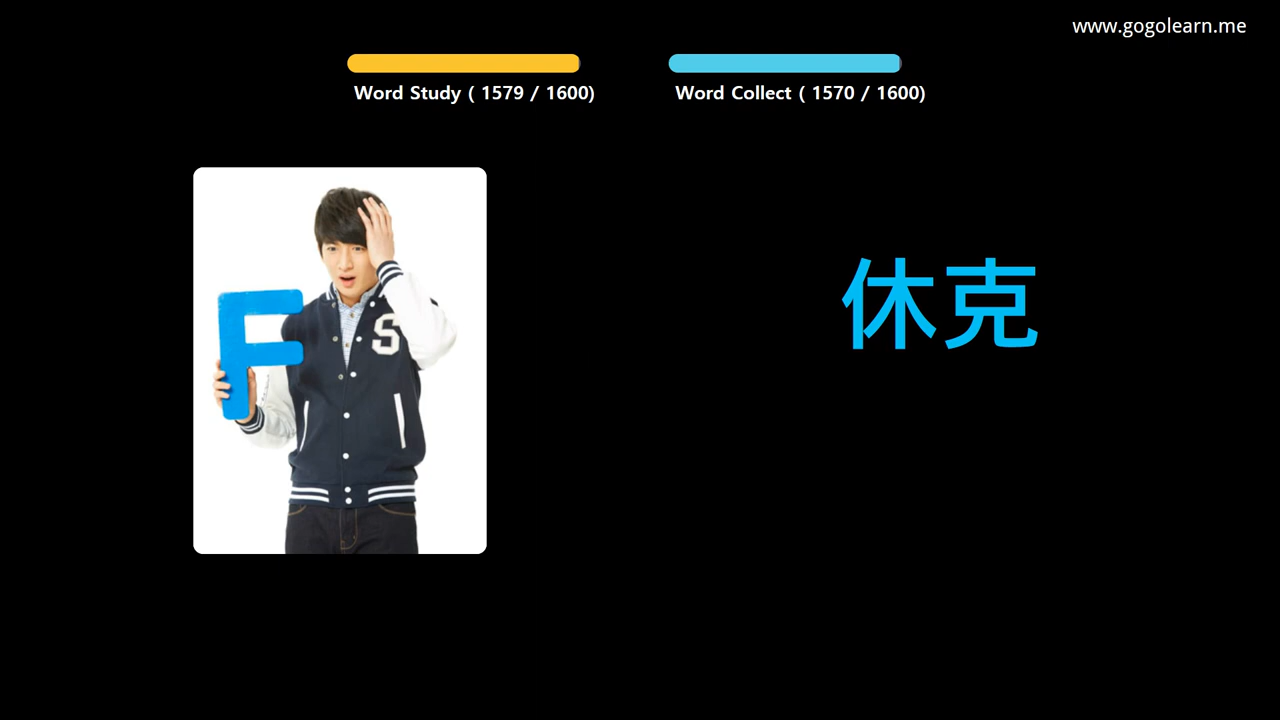 www.gogolearn.me
Word Study ( 1579 / 1600)
Word Collect ( 1570 / 1600)
F
S
休克